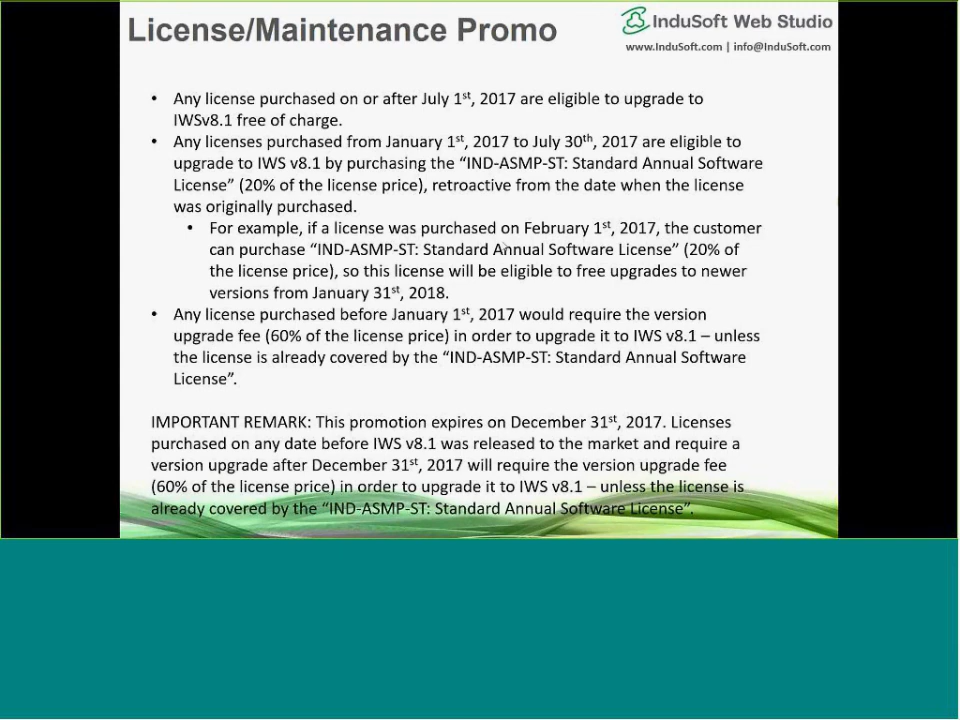 License/Maintenance Promo
InduSoft Web Studio
www.InduSoft.com | info@InduSoft.com
• Any license purchased on or after July 1st, 2017 are eligible to upgrade to
IWSv8.1 free of charge.
• Any licenses purchased from January 1st, 2017 to July 30th, 2017 are eligible to
upgrade to IWS v8.1 by purchasing the “IND-ASMP-ST: Standard Annual Software
License” (20% of the license price), retroactive from the date when the license
was originally purchased.
• For example, if a license was purchased on February 1st, 2017, the customer
can purchase “IND-ASMP-ST: Standard Annual Software License” (20% of
the license price), so this license will be eligible to free upgrades to newer
versions from January 31st, 2018.
• Any license purchased before January 1st, 2017 would require the version
upgrade fee (60% of the license price) in order to upgrade it to IWS v8.1 – unless
the license is already covered by the “IND-ASMP-ST: Standard Annual Software
License”.
IMPORTANT REMARK: This promotion expires on December 31st, 2017. Licenses
purchased on any date before IWS v8.1 was released to the market and require a
version upgrade after December 31st, 2017 will require the version upgrade fee
(60% of the license price) in order to upgrade it to IWS v8.1 – unless the license is
already covered by the “IND-ASMP-ST: Standard Annual Software License”.